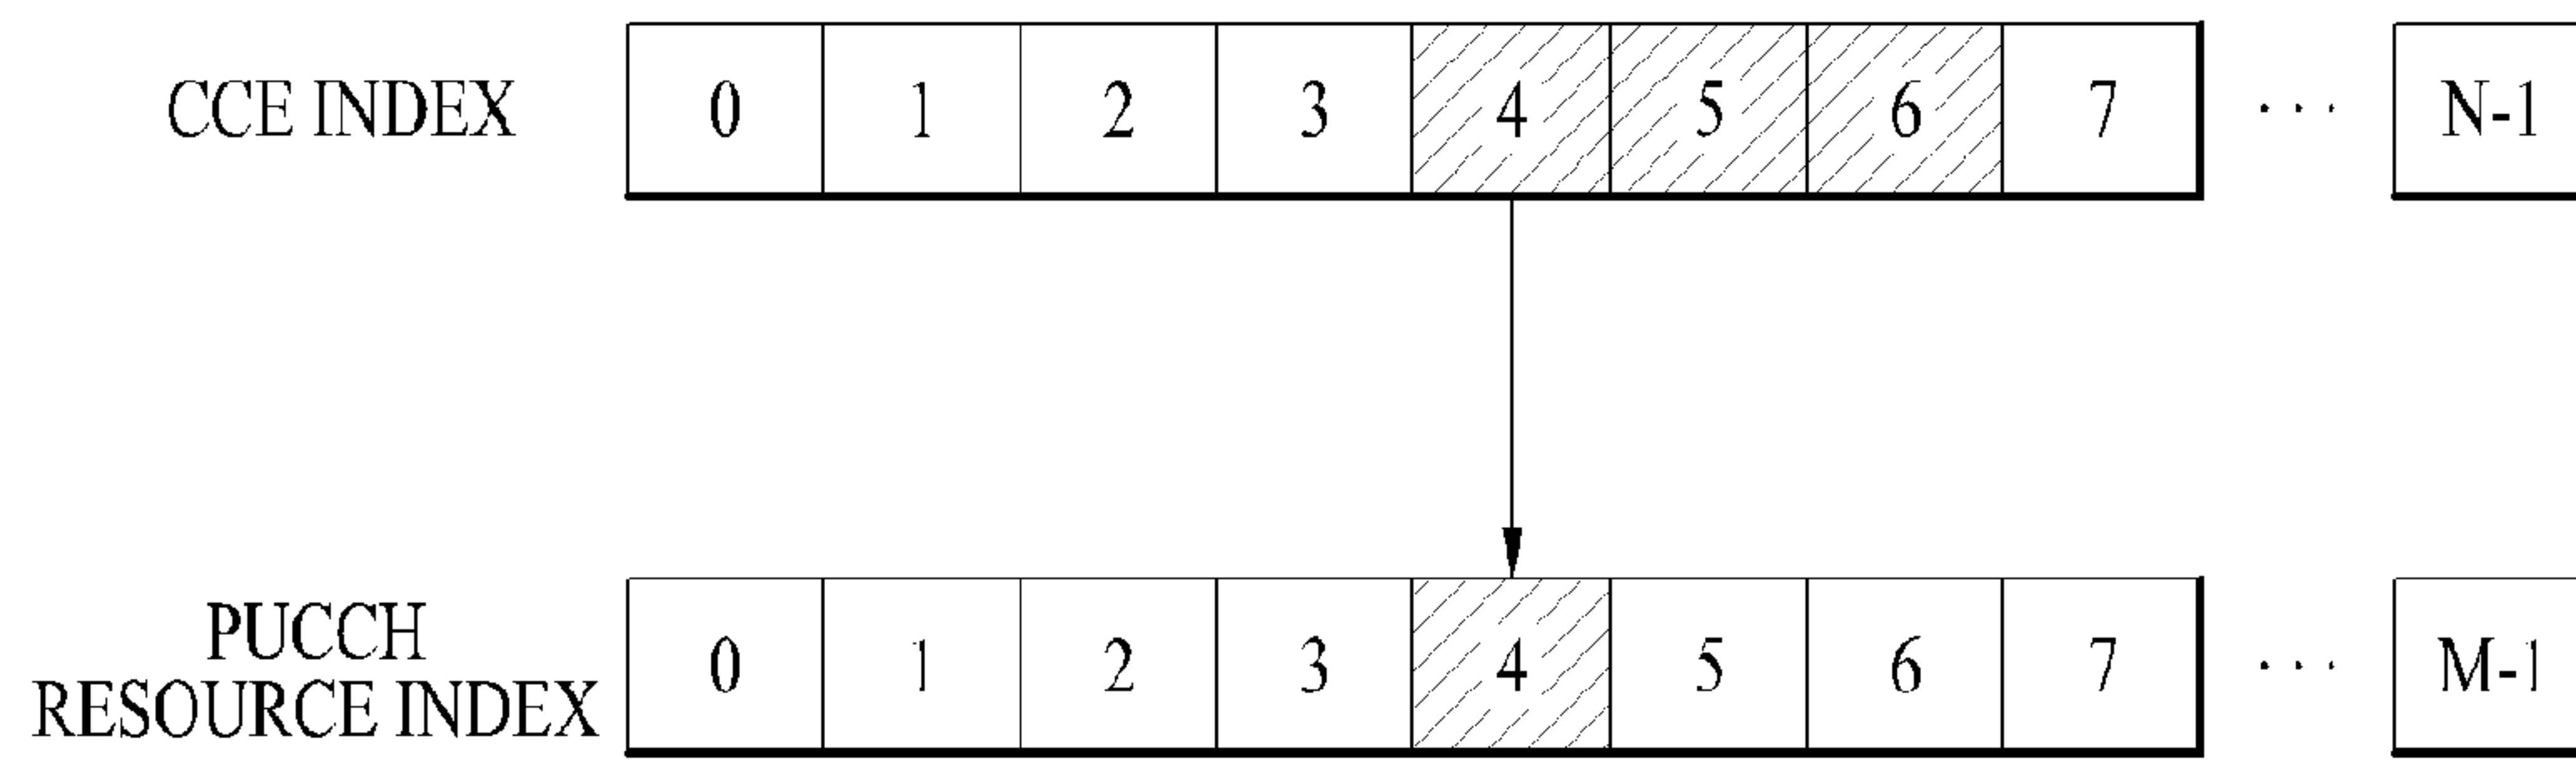 CCE INDEX 0 1 2 3 4 5 6 7 ... N-1
PUCCH
RESOURCE INDEX 0 1 2 3 4 5 6 7 ... M-1